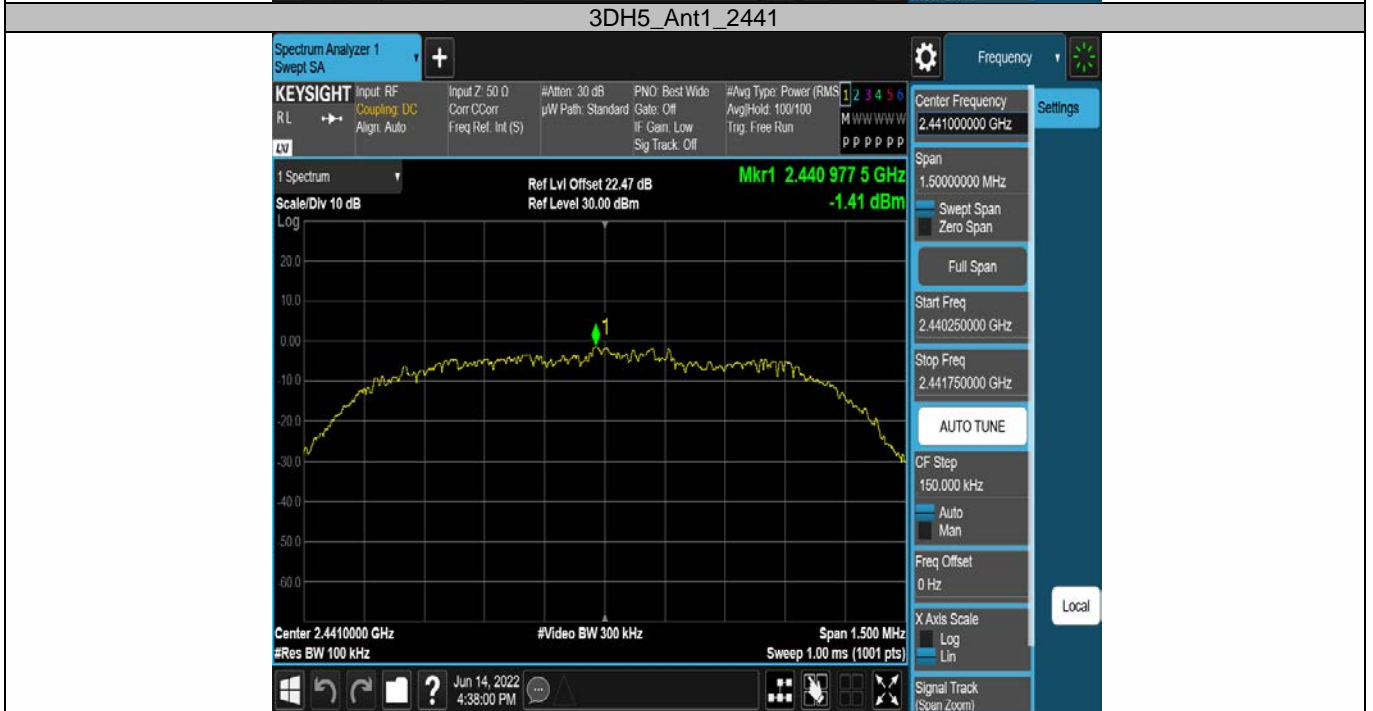 3DH5_Ant1_2441
Spectrum Analyzer 1
Swept SA
+
Frequency
KEYSIGHT
RL
Input: RF
Coupling: DC
Align: Auto
Input Z: 50 Ω
Corr CCorr
Freq Ref: Int (S)
#Atten: 30 dB
µW Path: Standard
PNO: Best Wide
Gate: Off
IF Gain: Low
Sig Track: Off
#Avg Type: Power (RMS
Avg|Hold: 100/100
Trig: Free Run
1 2 3 4 5 6
M W W W W W
P P P P P P
1 Spectrum
Scale/Div 10 dB
Ref Lvl Offset 22.47 dB
Ref Level 30.00 dBm
Mkr1 2.440 977 5 GHz
-1.41 dBm
Log
20.0
10.0
0.00
-10.0
-20.0
-30.0
-40.0
-50.0
-60.0
1
Center 2.4410000 GHz
#Video BW 300 kHz
Span 1.500 MHz
#Res BW 100 kHz
Sweep 1.00 ms (1001 pts)
Center Frequency
2.441000000 GHz
Settings
Span
1.50000000 MHz
Swept Span
Zero Span
Full Span
Start Freq
2.440250000 GHz
Stop Freq
2.441750000 GHz
AUTO TUNE
CF Step
150.000 kHz
Auto
Man
Freq Offset
0 Hz
X Axis Scale
Log
Lin
Local
Signal Track
(Span Zoom)
?
Jun 14, 2022
4:38:00 PM